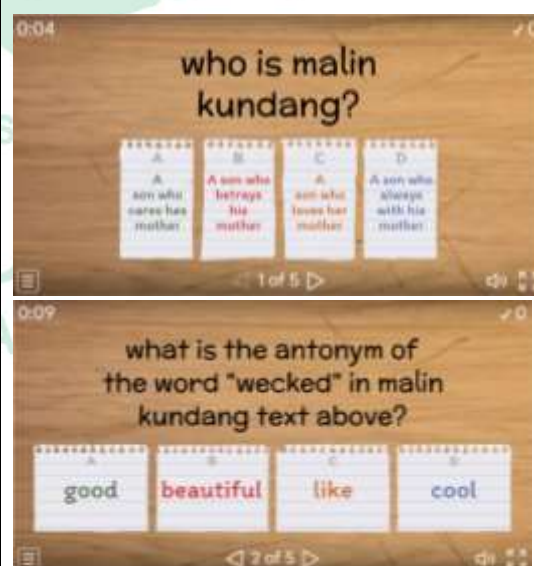 0:04
✓0
who is malin
kundang?
A B C D
A
son who
cares her
mother
A son who
betrays
his
mother
A
son who
loves her
mother
A son who
always
with his
mother
1 of 5
0:09
✓0
what is the antonym of
the word "wecked" in malin
kundang text above?
A B C D
good beautiful like cool
2 of 5